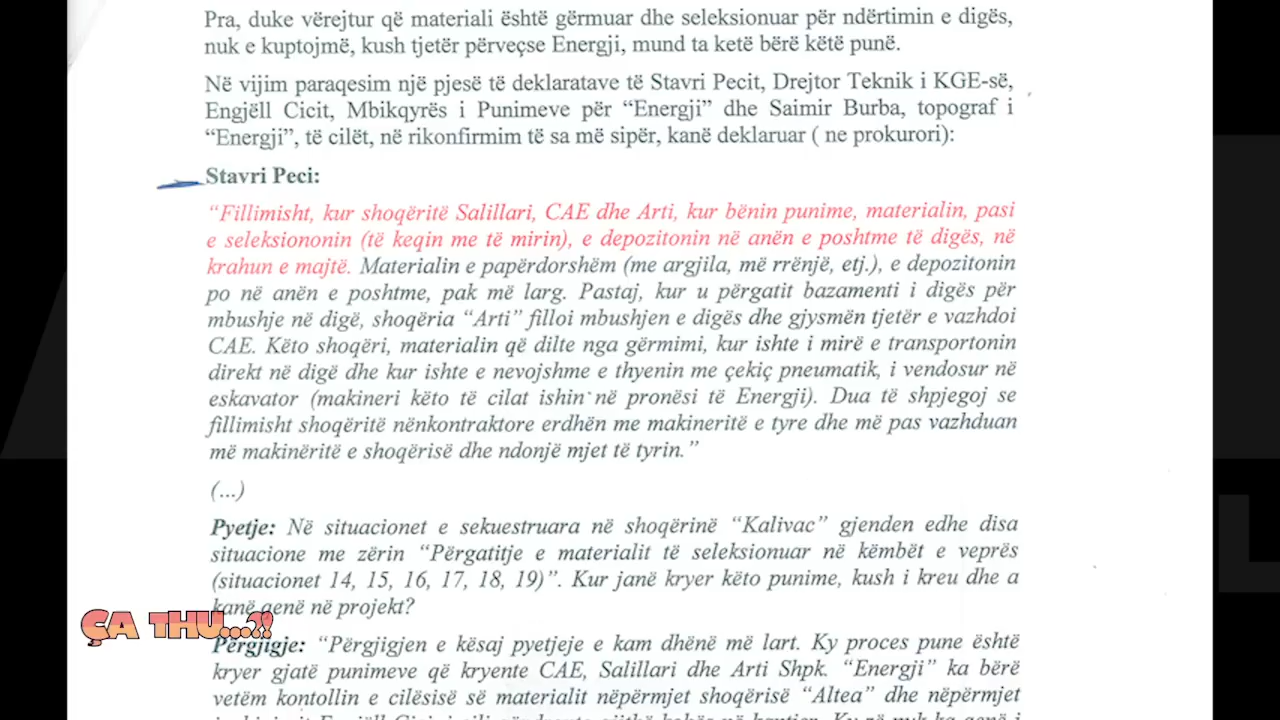 Pra, duke vërejtur që materiali është gërmuar dhe seleksionuar për ndërtimin e digës,
nuk e kuptojmë, kush tjetër përveçse Energji, mund ta ketë bërë këtë punë.
Në vijim paraqesim një pjesë të deklaratave të Stavri Pecit, Drejtor Teknik i KGE-së,
Engjëll Cicit, Mbikqyrës i Punimeve për “Energji” dhe Saimir Burba, topograf i
“Energji”, të cilët, në rikonfirmim të sa më sipër, kanë deklaruar ( ne prokurori):
Stavri Peci:
“Fillimisht, kur shoqëritë Salillari, CAE dhe Arti, kur bënin punime, materialin, pasi
e seleksiononin (të keqin me të mirin), e depozitonin në anën e poshtme të digës, në
krahun e majtë. Materialin e papërdorshëm (me argjila, më rrënjë, etj.), e depozitonin
po në anën e poshtme, pak më larg. Pastaj, kur u përgatit bazamenti i digës për
mbushje në digë, shoqëria “Arti” filloi mbushjen e digës dhe gjysmën tjetër e vazhdoi
CAE. Këto shoqëri, materialin që dilte nga gërmimi, kur ishte i mirë e transportonin
direkt në digë dhe kur ishte e nevojshme e thyenin me çekiç pneumatik, i vendosur në
eskavator (makineri këto të cilat ishin në pronësi të Energji). Dua të shpjegoj se
fillimisht shoqëritë nënkontraktore erdhën me makineritë e tyre dhe më pas vazhduan
më makinëritë e shoqërisë dhe ndonjë mjet të tyrin.”
(...)
Pyetje: Në situacionet e sekuestruara në shoqërinë “Kalivac” gjenden edhe disa
situacione me zërin “Përgatitje e materialit të seleksionuar në këmbët e veprës
(situacionet 14, 15, 16, 17, 18, 19)”. Kur janë kryer këto punime, kush i kreu dhe a
kanë qenë në projekt?
ÇA THU...?!
Përgjigje: “Përgjigjen e kësaj pyetjeje e kam dhënë më lart. Ky proces pune është
kryer gjatë punimeve që kryente CAE, Salillari dhe Arti Shpk. “Energji” ka bërë
vetëm kontollin e cilësisë së materialit nëpërmjet shoqërisë “Altea” dhe nëpërmjet